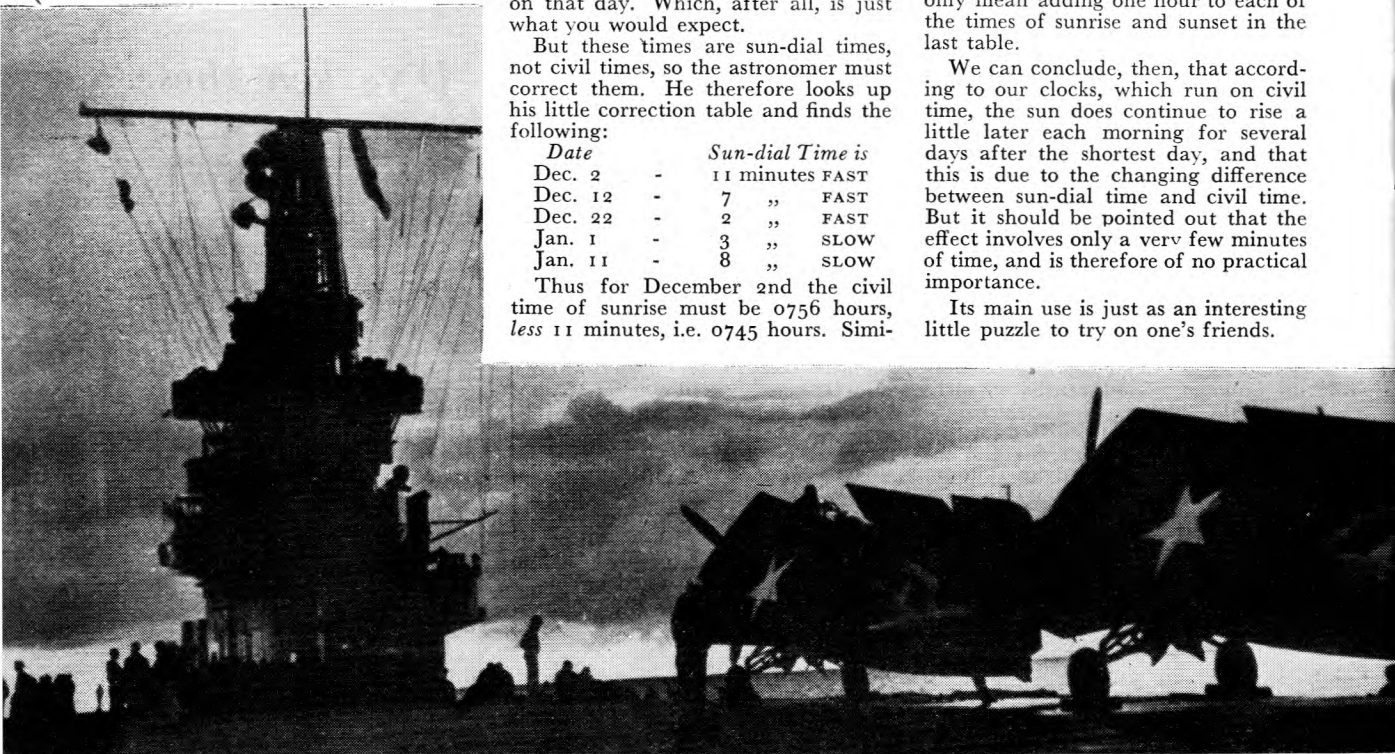 on that day. Which, after all, is just
what you would expect.
But these times are sun-dial times,
not civil times, so the astronomer must
correct them. He therefore looks up
his little correction table and finds the
following:
Date Sun-dial Time is
Dec. 2 - 11 minutes FAST
Dec. 12 - 7 ,, FAST
Dec. 22 - 2 ,, FAST
Jan. 1 - 3 ,, SLOW
Jan. 11 - 8 ,, SLOW
Thus for December 2nd the civil
time of sunrise must be 0756 hours,
less 11 minutes, i.e. 0745 hours. Simi-
only mean adding one hour to each of
the times of sunrise and sunset in the
last table.
We can conclude, then, that accord-
ing to our clocks, which run on civil
time, the sun does continue to rise a
little later each morning for several
days after the shortest day, and that
this is due to the changing difference
between sun-dial time and civil time.
But it should be pointed out that the
effect involves only a very few minutes
of time, and is therefore of no practical
importance.
Its main use is just as an interesting
little puzzle to try on one's friends.